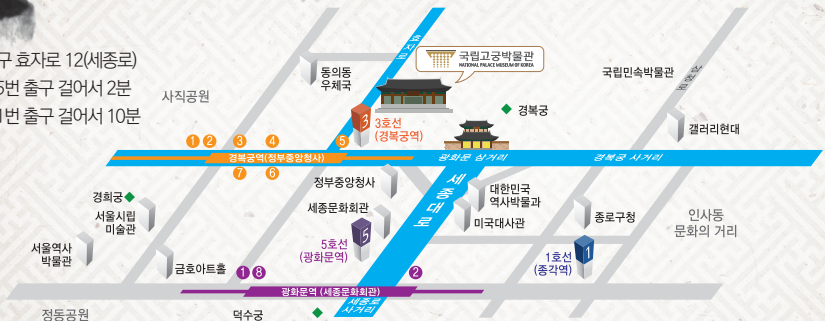 구 효자로 12(세종로)
5번 출구 걸어서 2분
번 출구 걸어서 10분
사직공원
동의동
우체국
효자로
국립고궁박물관
NATIONAL PALACE MUSEUM OF KOREA
국립민속박물관
삼청로
3
3호선
(경복궁역)
경복궁
갤러리현대
1 2 3 4 5
경복궁역(정부중앙청사)
7 6
광화문 삼거리
경복궁 사거리
경희궁
서울시립
미술관
정부중앙청사
세종문화회관
세종대로
대한민국
역사박물과
미국대사관
종로구청
인사동
문화의 거리
서울역사
박물관
금호아트홀
5호선
(광화문역)
5
1호선
(종각역)
1
1 8 2
광화문역 (세종문화회관)
세종로
사거리
정동공원
덕수궁